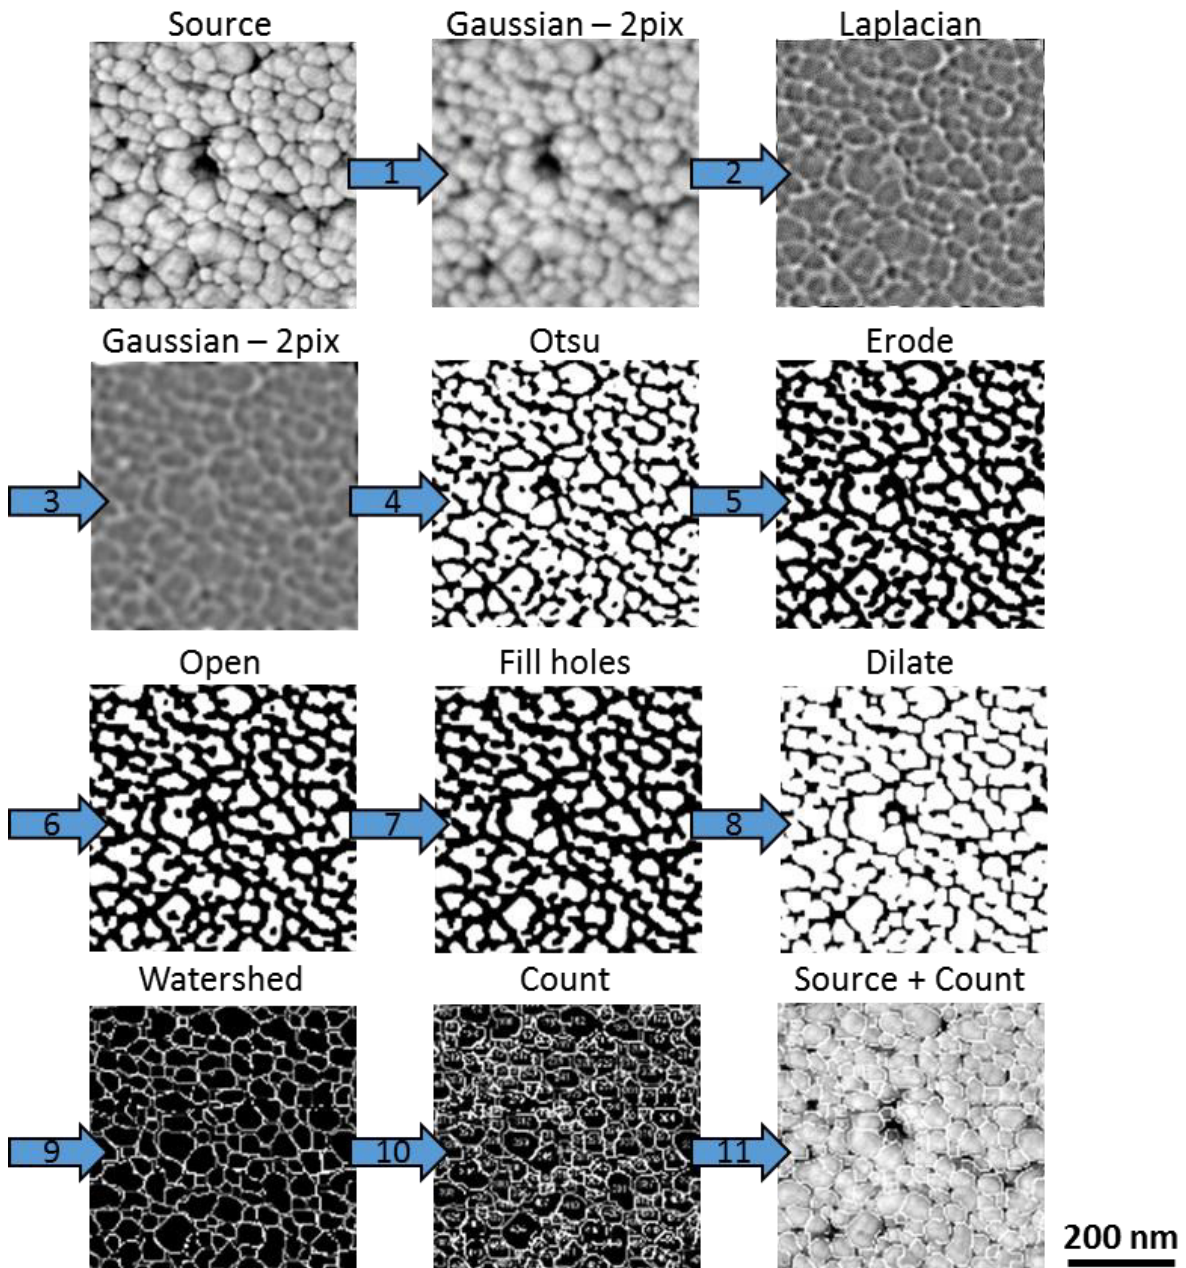 Source
Gaussian – 2pix
Laplacian
1
2
Gaussian – 2pix
Otsu
Erode
3
4
5
Open
Fill holes
Dilate
6
7
8
Watershed
Count
Source + Count
9
10
11
200 nm